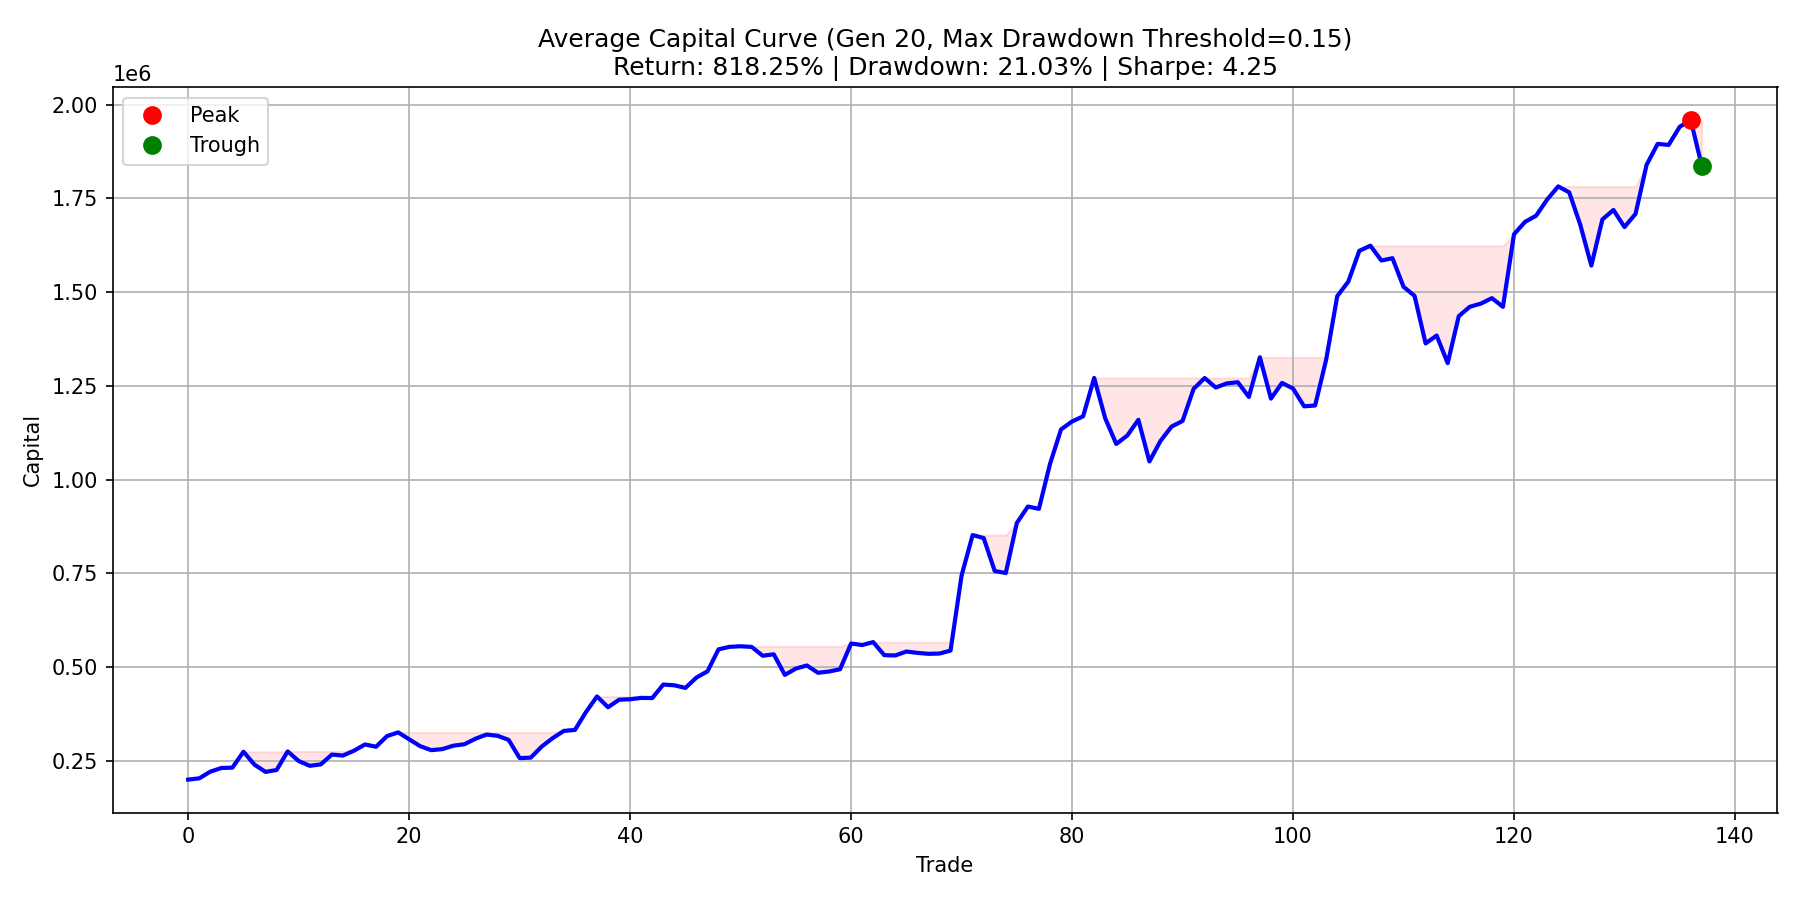 Average Capital Curve (Gen 20, Max Drawdown Threshold=0.15)
Return: 818.25% | Drawdown: 21.03% | Sharpe: 4.25
1e6
Peak
Trough
2.00
1.75
1.50
1.25
1.00
0.75
0.50
0.25
Capital
0 20 40 60 80 100 120 140
Trade